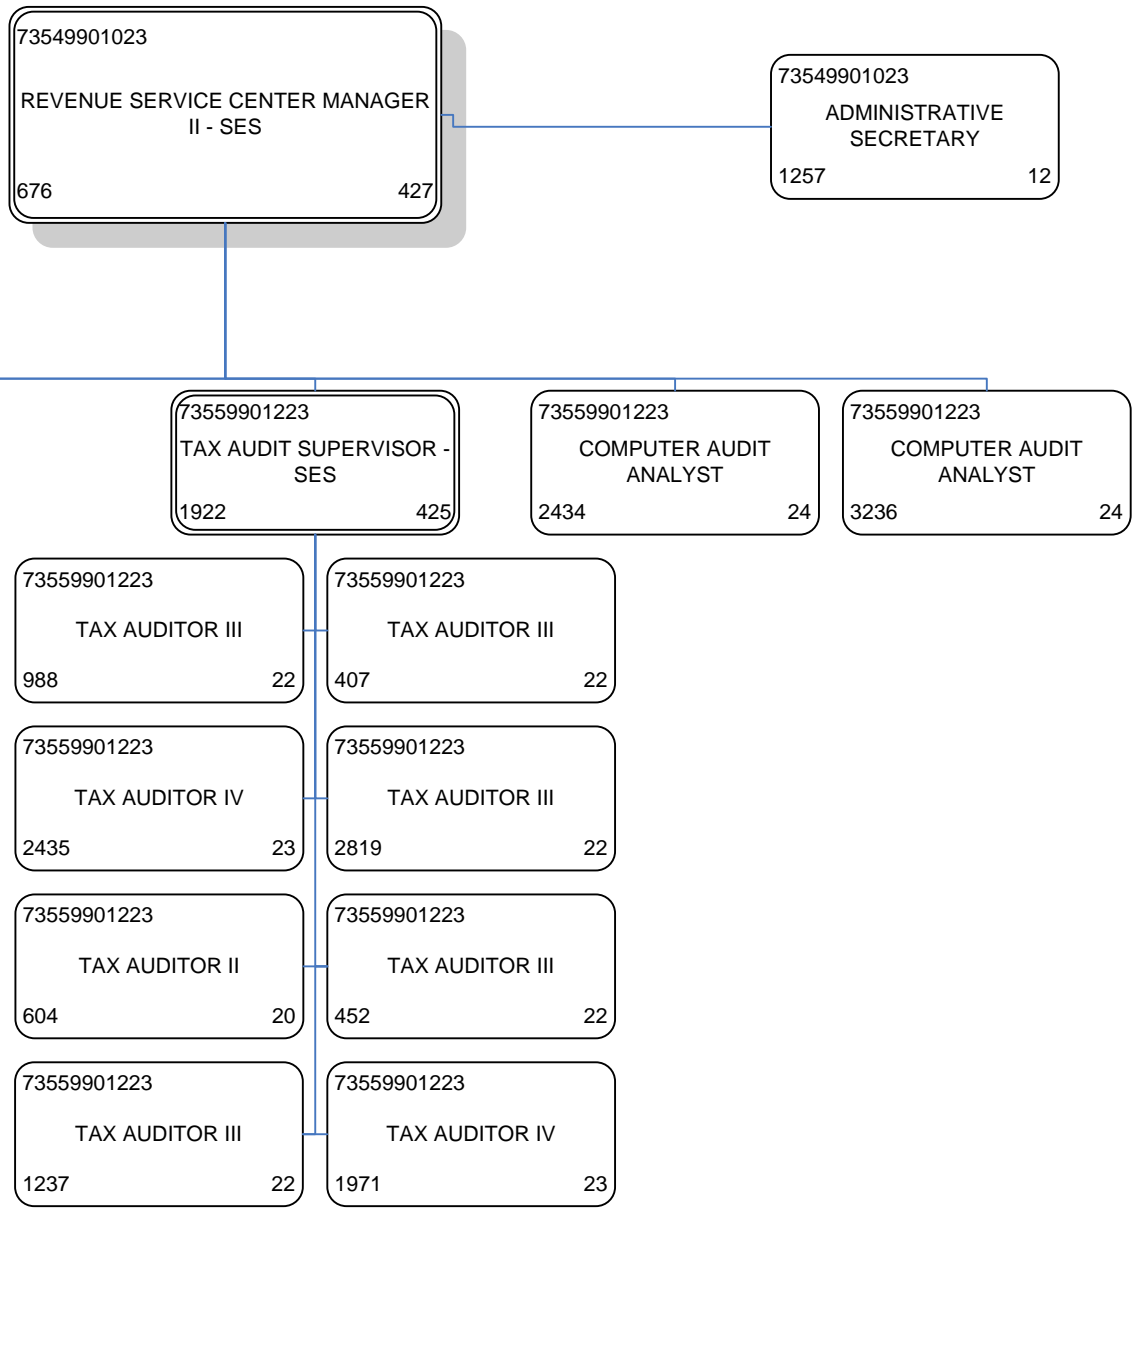 73549901023
REVENUE SERVICE CENTER MANAGER
II - SES
676 427
73549901023
ADMINISTRATIVE
SECRETARY
1257 12
73559901223
TAX AUDIT SUPERVISOR -
SES
1922 425
73559901223
COMPUTER AUDIT
ANALYST
2434 24
73559901223
COMPUTER AUDIT
ANALYST
3236 24
73559901223
TAX AUDITOR III
988 22
73559901223
TAX AUDITOR III
407 22
73559901223
TAX AUDITOR IV
2435 23
73559901223
TAX AUDITOR III
2819 22
73559901223
TAX AUDITOR II
604 20
73559901223
TAX AUDITOR III
452 22
73559901223
TAX AUDITOR III
1237 22
73559901223
TAX AUDITOR IV
1971 23